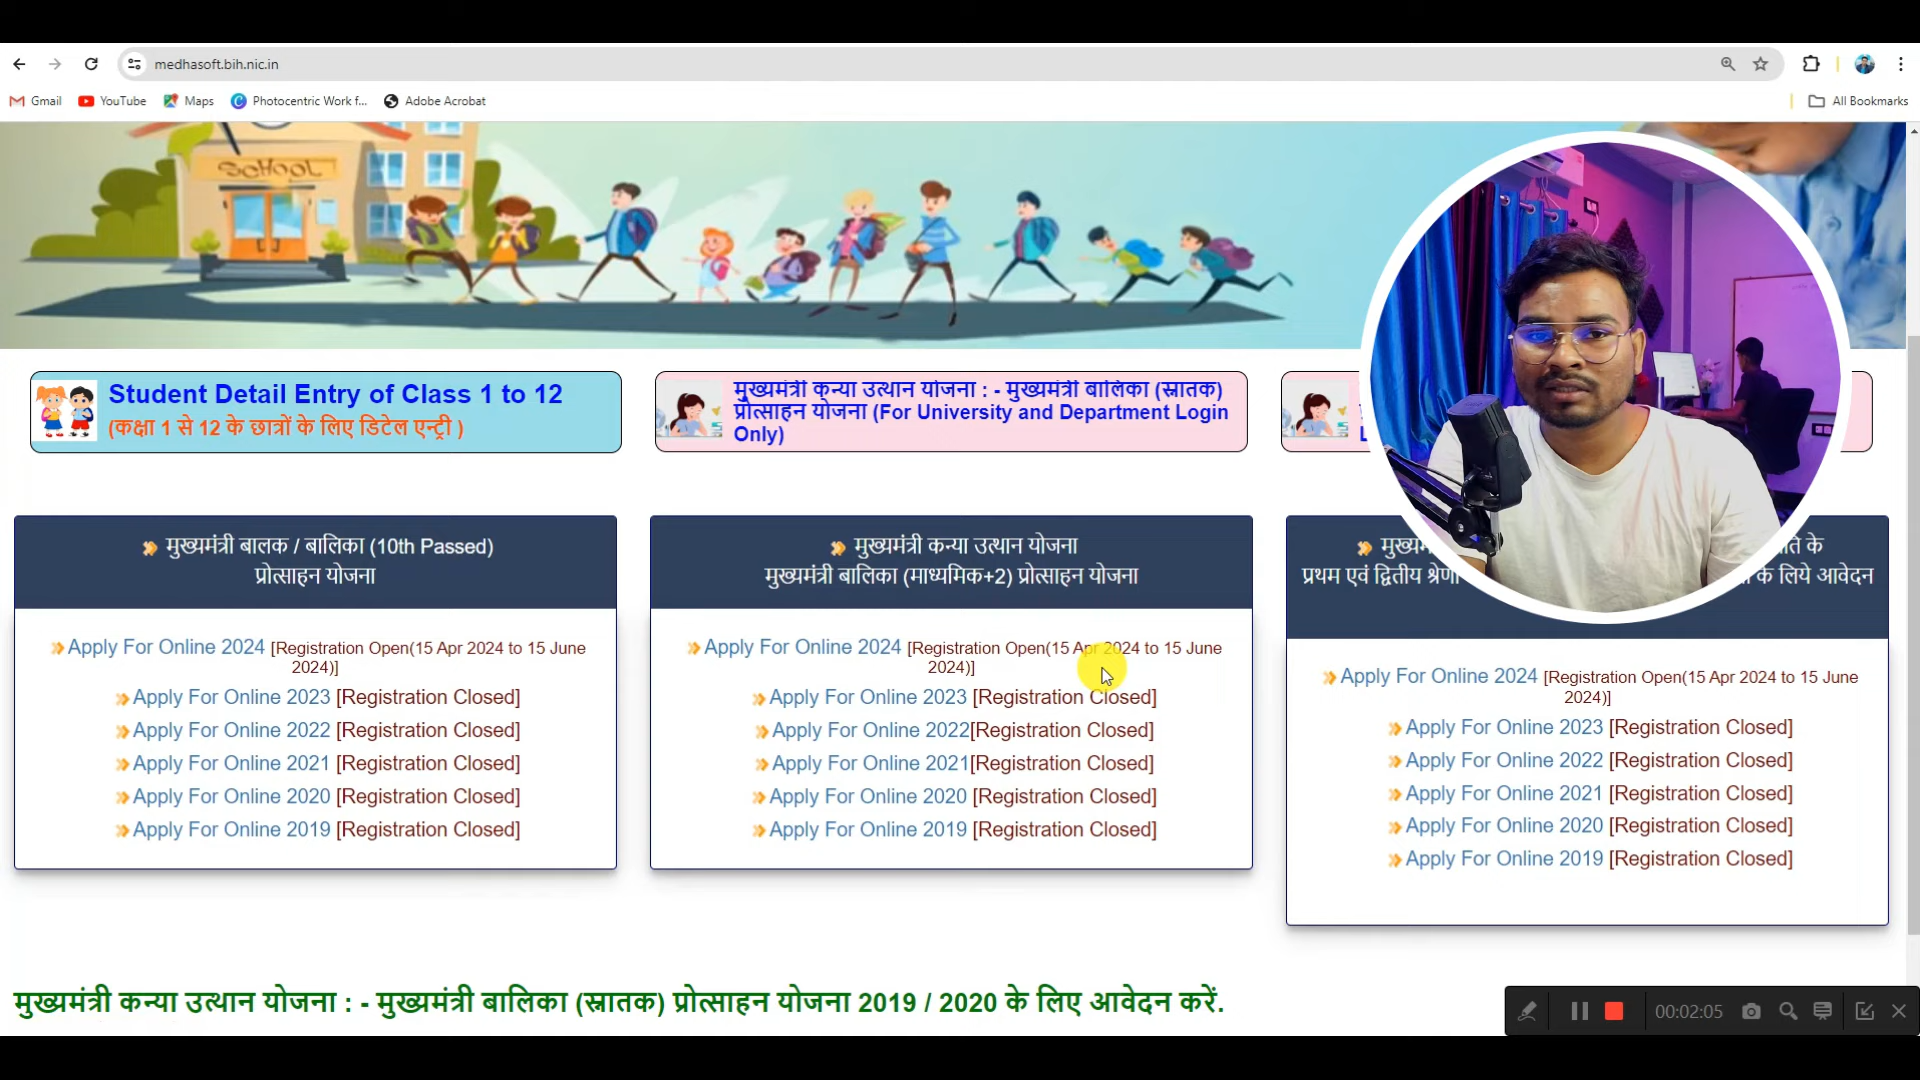 medhasoft.bih.nic.in
Gmail
YouTube
Maps
Photocentric Work f...
Adobe Acrobat
All Bookmarks
SCHOOL
Student Detail Entry of Class 1 to 12
(कक्षा 1 से 12 के छात्रों के लिए डिटेल एन्ट्री )
मुख्यमंत्री कन्या उत्थान योजना : - मुख्यमंत्री बालिका (स्नातक)
प्रोत्साहन योजना (For University and Department Login
Only)
मुख्यमंत्री बालक / बालिका (10th Passed)
प्रोत्साहन योजना
Apply For Online 2024 [Registration Open(15 Apr 2024 to 15 June
2024)]
Apply For Online 2023 [Registration Closed]
Apply For Online 2022 [Registration Closed]
Apply For Online 2021 [Registration Closed]
Apply For Online 2020 [Registration Closed]
Apply For Online 2019 [Registration Closed]
मुख्यमंत्री कन्या उत्थान योजना
मुख्यमंत्री बालिका (माध्यमिक+2) प्रोत्साहन योजना
Apply For Online 2024 [Registration Open(15 Apr 2024 to 15 June
2024)]
Apply For Online 2023 [Registration Closed]
Apply For Online 2022[Registration Closed]
Apply For Online 2021[Registration Closed]
Apply For Online 2020 [Registration Closed]
Apply For Online 2019 [Registration Closed]
के
प्रथम एवं द्वितीय के लिये आवेदन
Apply For Online 2024 [Registration Open(15 Apr 2024 to 15 June
2024)]
Apply For Online 2023 [Registration Closed]
Apply For Online 2022 [Registration Closed]
Apply For Online 2021 [Registration Closed]
Apply For Online 2020 [Registration Closed]
Apply For Online 2019 [Registration Closed]
मुख्यमंत्री कन्या उत्थान योजना : - मुख्यमंत्री बालिका (स्नातक) प्रोत्साहन योजना 2019 / 2020 के लिए आवेदन करें.
00:02:05